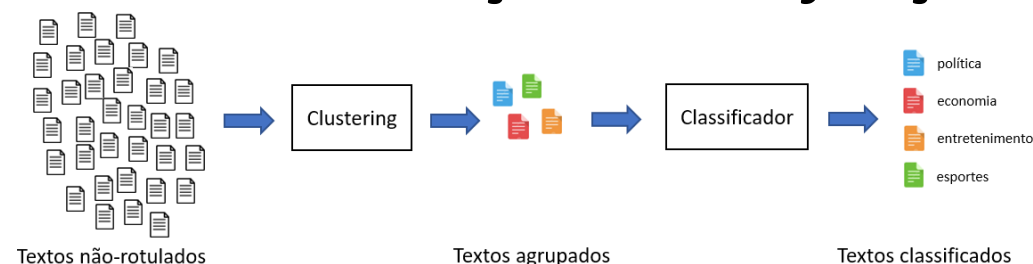 Clustering
Classificador
política
economia
entretenimento
esportes
Textos não-rotulados
Textos agrupados
Textos classificados